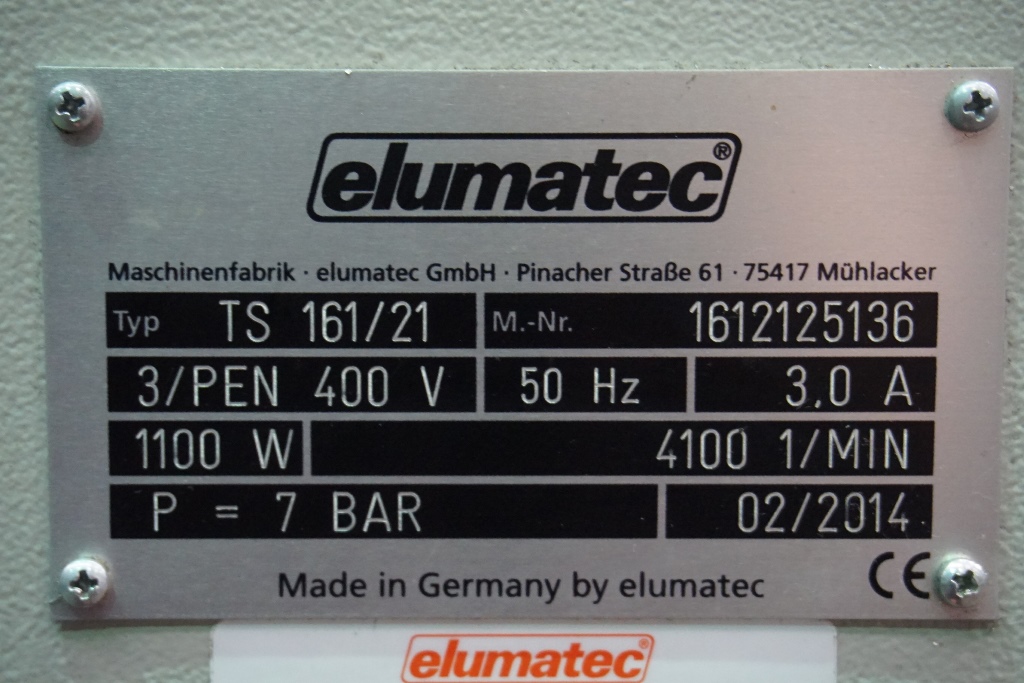 elumatec®
Maschinenfabrik · elumatec GmbH · Pinacher Straße 61 · 75417 Mühlacker
Typ TS 161/21 M.-Nr. 1612125136
3/PEN 400 V 50 Hz 3.0 A
1100 W 4100 1/MIN
P = 7 BAR 02/2014
Made in Germany by elumatec CE
elumatec®